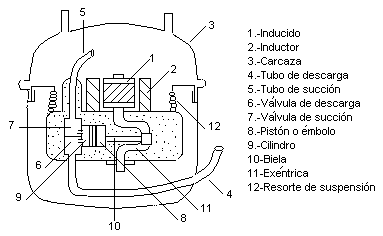 5
1
2
3
7
12
6
9
10
8
11
4
1.-Inducido
2.-Inductor
3.-Carcaza
4.-Tubo de descarga
5.-Tubo de succión
6.-Válvula de descarga
7.-Válvula de succión
8.-Pistón o émbolo
9.-Cilindro
10-Biela
11-Exéntrica
12-Resorte de suspensión